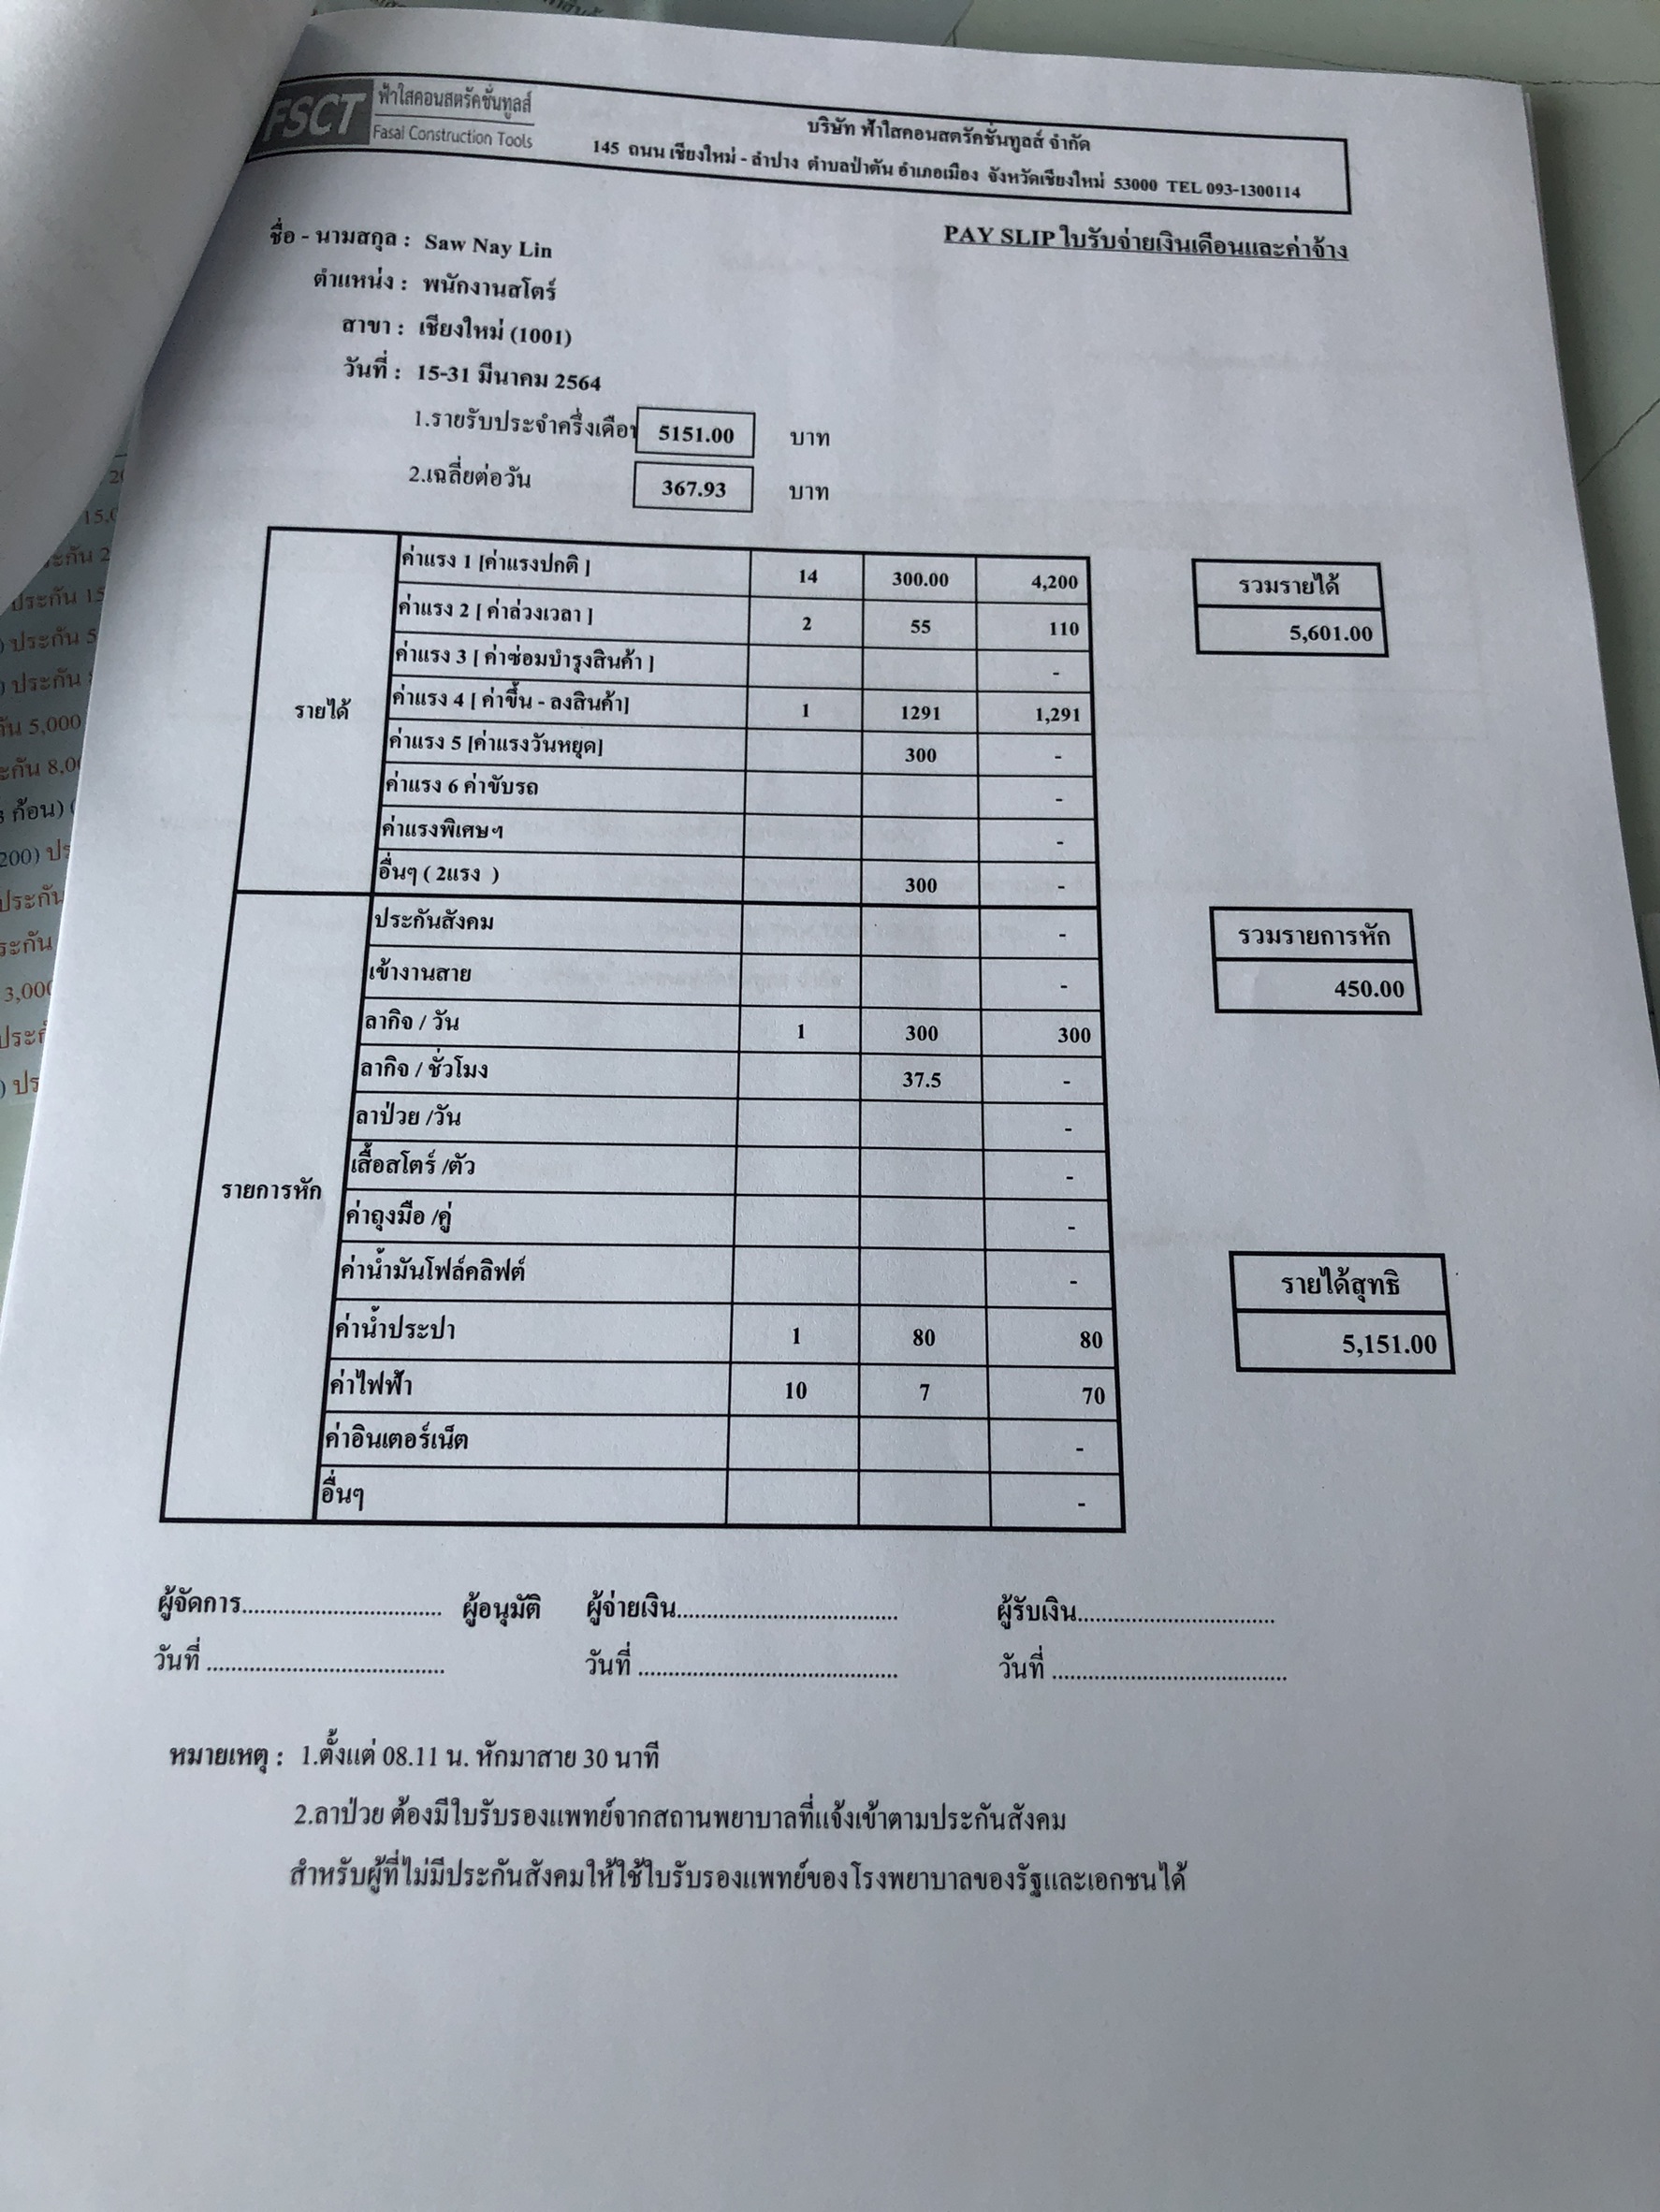 FSCT
ฟ้าใสคอนสตรัคชั่นทูลส์
Fasai Construction Tools
บริษัท ฟ้าใสคอนสตรัคชั่นทูลส์ จำกัด
145 ถนน เชียงใหม่ - ลำปาง ตำบลป่าตัน อำเภอเมือง จังหวัดเชียงใหม่ 53000 TEL 093-1300114
PAY SLIP ใบรับจ่ายเงินเดือนและค่าจ้าง
ชื่อ - นามสกุล : Saw Nay Lin
ตำแหน่ง : พนักงานสโตร์
สาขา : เชียงใหม่ (1001)
วันที่ : 15-31 มีนาคม 2564
1.รายรับประจำครึ่งเดือน 5151.00 บาท
2.เฉลี่ยต่อวัน 367.93 บาท
รายได้
ค่าแรง 1 [ค่าแรงปกติ ] 14 300.00 4,200
ค่าแรง 2 [ ค่าล่วงเวลา ] 2 55 110
ค่าแรง 3 [ ค่าซ่อมบำรุงสินค้า ] -
ค่าแรง 4 [ ค่าขึ้น - ลงสินค้า] 1 1291 1,291
ค่าแรง 5 [ค่าแรงวันหยุด] 300 -
ค่าแรง 6 ค่าขับรถ -
ค่าแรงพิเศษฯ -
อื่นๆ ( 2แรง ) 300 -
รวมรายได้
5,601.00
รายการหัก
ประกันสังคม -
เข้างานสาย -
ลากิจ / วัน 1 300 300
ลากิจ / ชั่วโมง 37.5 -
ลาป่วย /วัน -
เสื้อสโตร์ /ตัว -
ค่าถุงมือ /คู่ -
ค่าน้ำมันโฟล์คลิฟต์ -
ค่าน้ำประปา 1 80 80
ค่าไฟฟ้า 10 7 70
ค่าอินเตอร์เน็ต -
อื่นๆ -
รวมรายการหัก
450.00
รายได้สุทธิ
5,151.00
ผู้จัดการ................................. ผู้อนุมัติ ผู้จ่ายเงิน..................................... ผู้รับเงิน.................................
วันที่ ....................................... วันที่ .......................................... วันที่ .......................................
หมายเหตุ : 1.ตั้งแต่ 08.11 น. หักมาสาย 30 นาที
2.ลาป่วย ต้องมีใบรับรองแพทย์จากสถานพยาบาลที่แจ้งเข้าตามประกันสังคม
สำหรับผู้ที่ไม่มีประกันสังคมให้ใช้ใบรับรองแพทย์ของโรงพยาบาลของรัฐและเอกชนได้